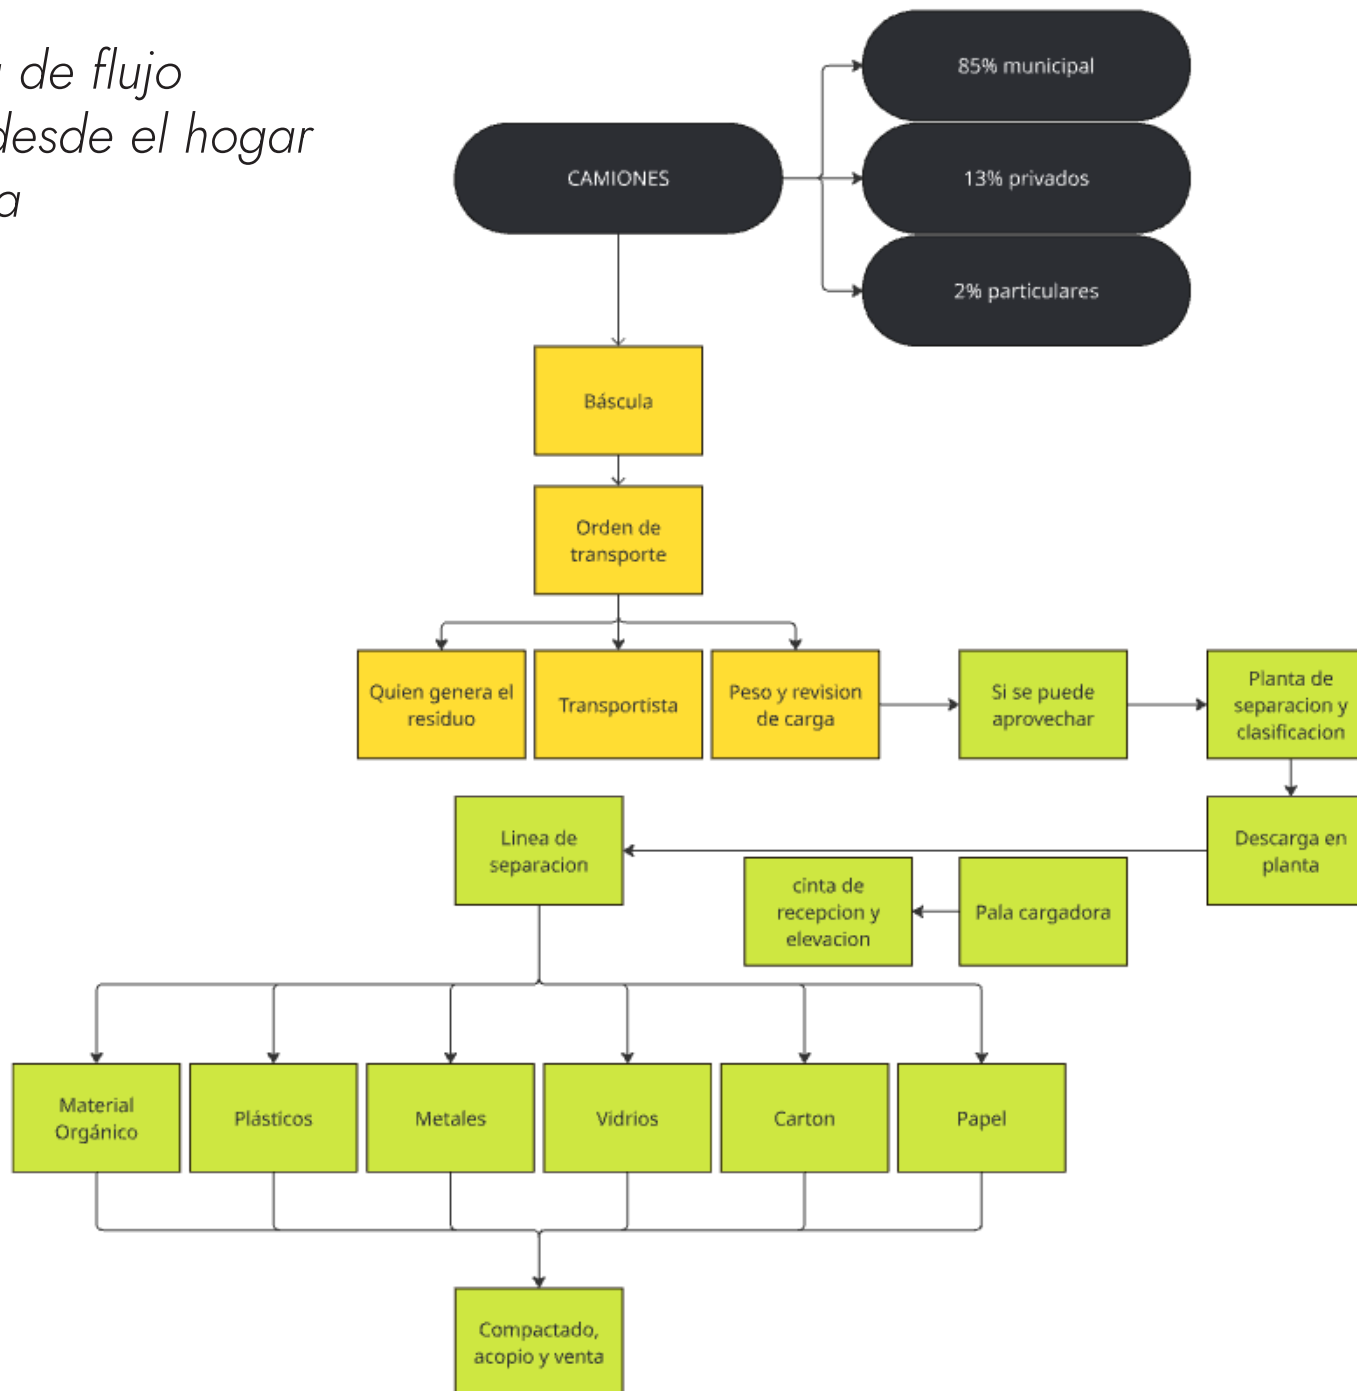 de flujo
desde el hogar
a
85% municipal
CAMIONES
13% privados
2% particulares
Báscula
Orden de
transporte
Quien genera el
residuo
Transportista
Peso y revision
de carga
Si se puede
aprovechar
Planta de
separacion y
clasificacion
Linea de
separacion
Descarga en
planta
cinta de
recepcion y
elevacion
Pala cargadora
Material
Orgánico
Plásticos
Metales
Vidrios
Carton
Papel
Compactado,
acopio y venta